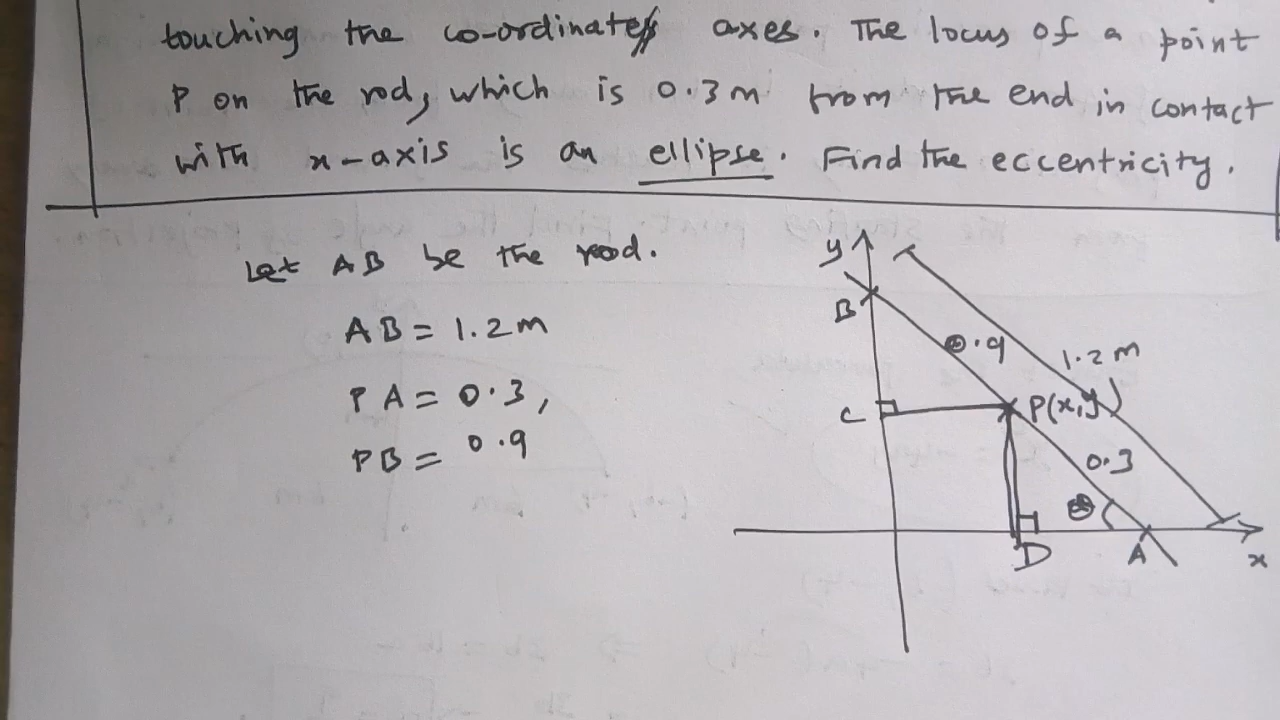 touching the co-ordinate axes. The locus of a point
P on the rod, which is 0.3m from the end in contact
with x-axis is an ellipse. Find the eccentricity.
Let AB be the rod.
AB = 1.2m
PA = 0.3,
PB = 0.9
y
B
0.9
1.2m
C
P(x,y)
0.3
θ
D
A
x